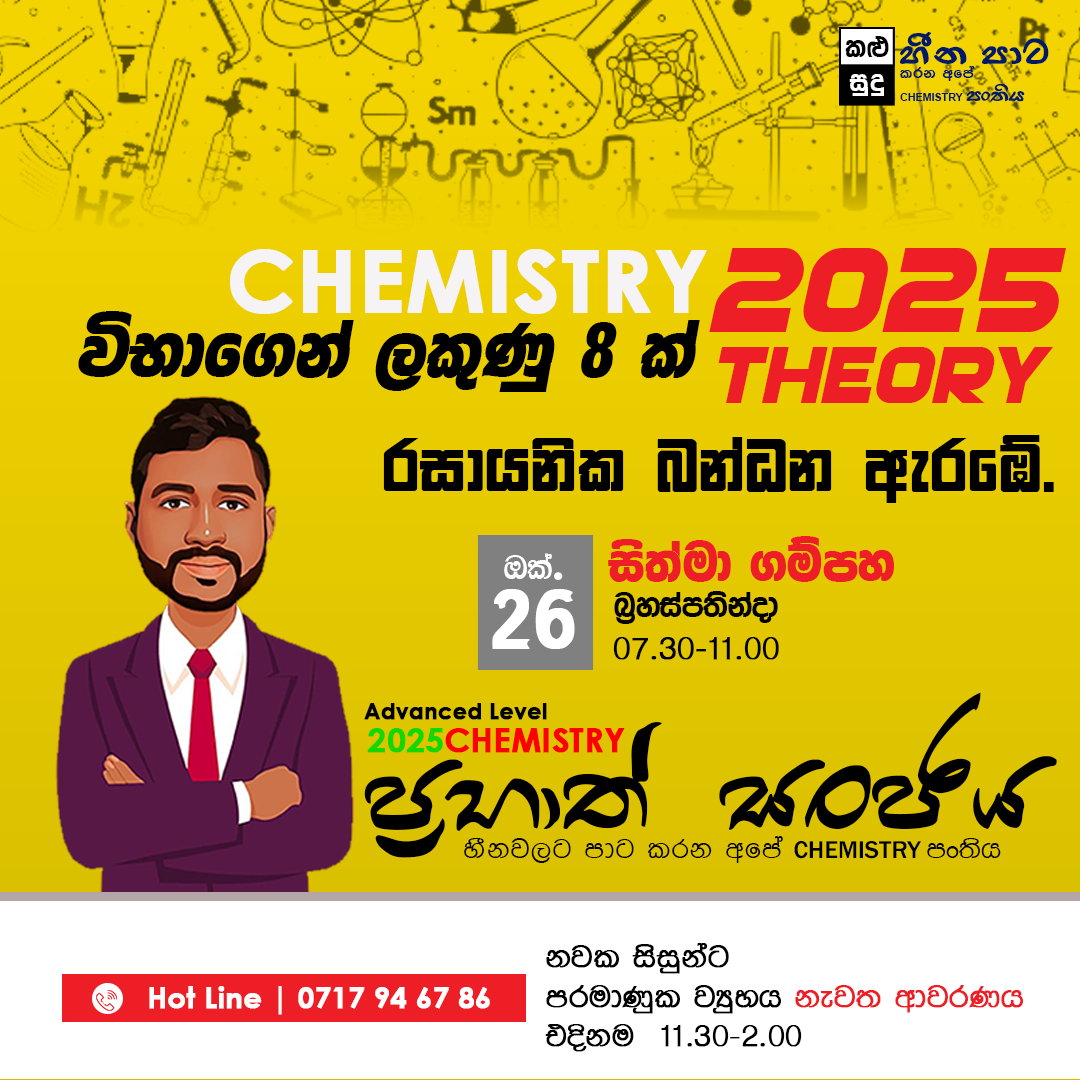 Sm
Pt
H2
කළු
සුදු
හීන පාට
කරන අපේ
CHEMISTRY පංතිය
CHEMISTRY 2025
විභාගෙන් ලකුණු 8 ක් THEORY
රසායනික බන්ධන ඇරඹේ.
ඔක්.
26
සිත්මා ගම්පහ
බ්‍රහස්පතින්දා
07.30-11.00
Advanced Level
2025CHEMISTRY
ප්‍රභාත් සංජීය
හීනවලට පාට කරන අපේ CHEMISTRY පංතිය
Hot Line | 0717 94 67 86
නවක සිසුන්ට
පරමාණුක ව්‍යුහය නැවත ආවරණය
එදිනම 11.30-2.00